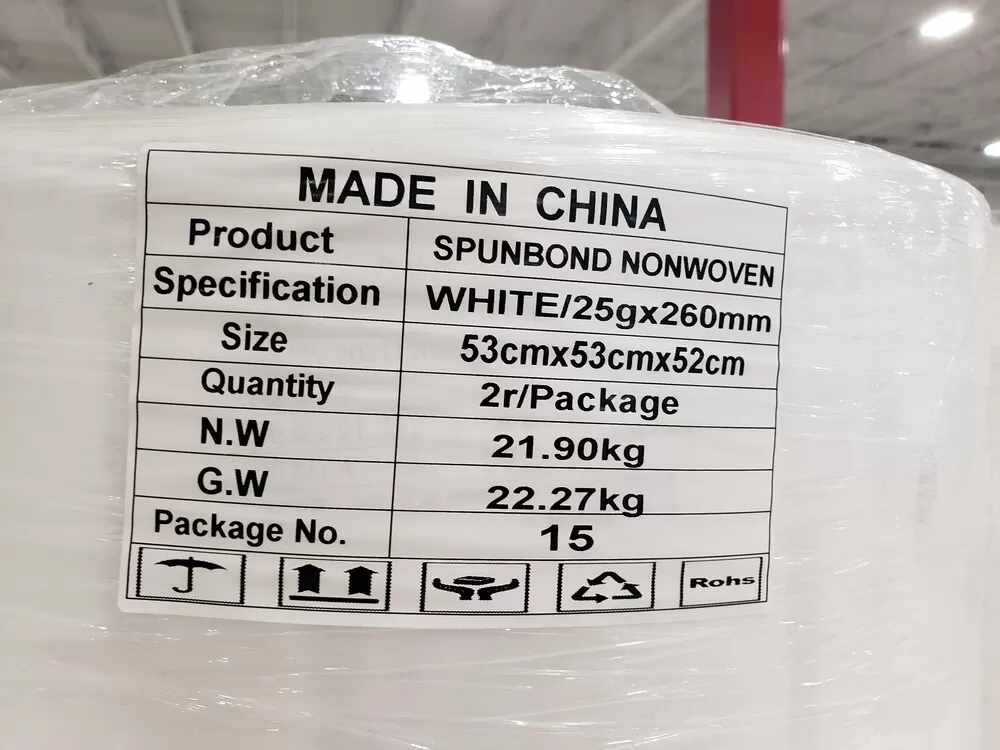 MADE IN CHINA
Product SPUNBOND NONWOVEN
Specification WHITE/25gx260mm
Size 53cmx53cmx52cm
Quantity 2r/Package
N.W 21.90kg
G.W 22.27kg
Package No. 15
Rohs